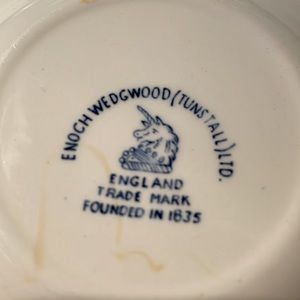 ENOCH WEDGWOOD (TUNSTALL) LTD.
ENGLAND
TRADE MARK
FOUNDED IN 1835